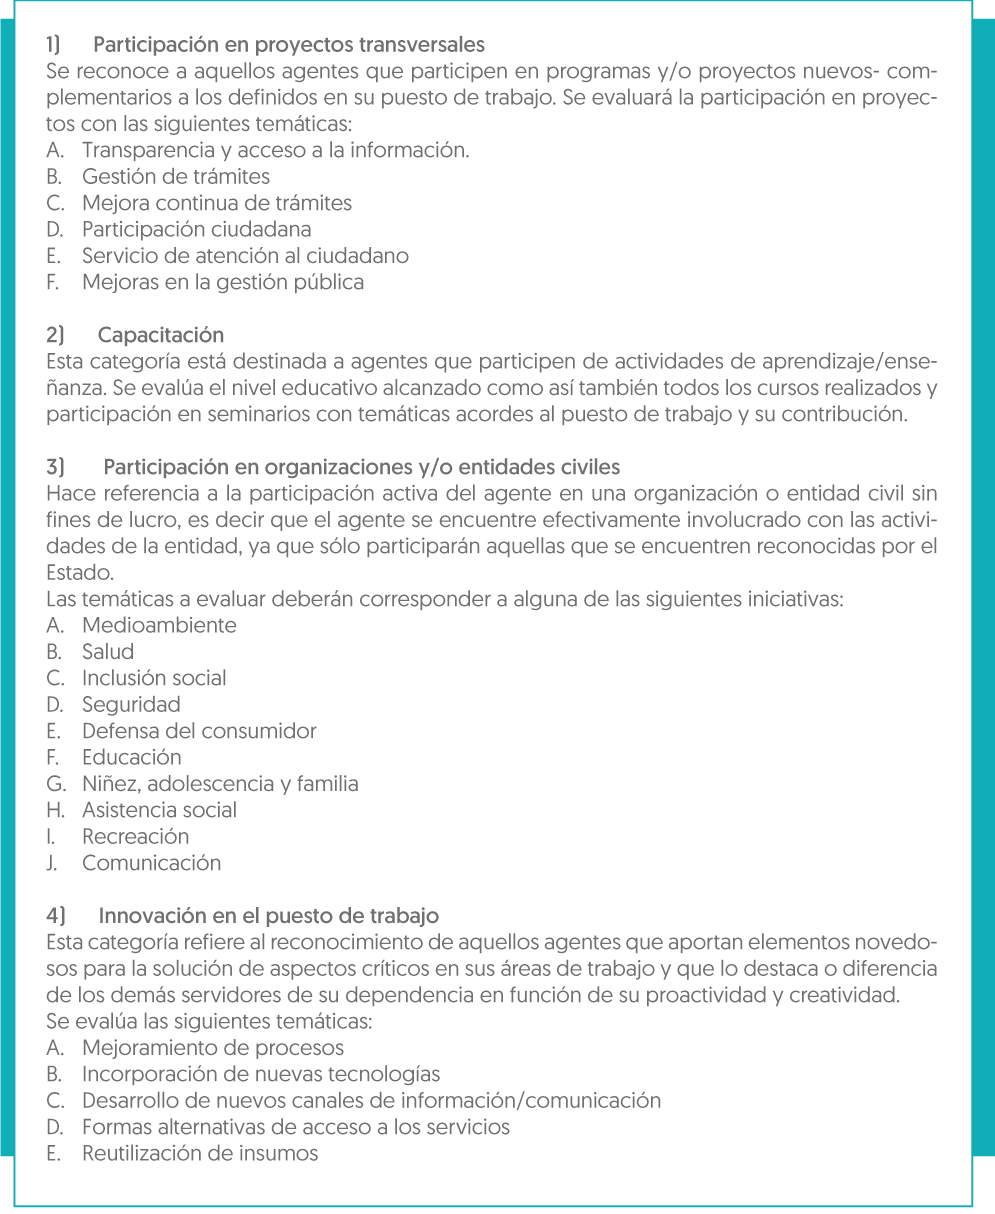 1) Participación en proyectos transversales
Se reconoce a aquellos agentes que participen en programas y/o proyectos nuevos- com-
plementarios a los definidos en su puesto de trabajo. Se evaluará la participación en proyec-
tos con las siguientes temáticas:
A. Transparencia y acceso a la información.
B. Gestión de trámites
C. Mejora continua de trámites
D. Participación ciudadana
E. Servicio de atención al ciudadano
F. Mejoras en la gestión pública
2) Capacitación
Esta categoría está destinada a agentes que participen de actividades de aprendizaje/ense-
ñanza. Se evalúa el nivel educativo alcanzado como así también todos los cursos realizados y
participación en seminarios con temáticas acordes al puesto de trabajo y su contribución.
3) Participación en organizaciones y/o entidades civiles
Hace referencia a la participación activa del agente en una organización o entidad civil sin
fines de lucro, es decir que el agente se encuentre efectivamente involucrado con las activi-
dades de la entidad, ya que sólo participarán aquellas que se encuentren reconocidas por el
Estado.
Las temáticas a evaluar deberán corresponder a alguna de las siguientes iniciativas:
A. Medioambiente
B. Salud
C. Inclusión social
D. Seguridad
E. Defensa del consumidor
F. Educación
G. Niñez, adolescencia y familia
H. Asistencia social
I. Recreación
J. Comunicación
4) Innovación en el puesto de trabajo
Esta categoría refiere al reconocimiento de aquellos agentes que aportan elementos novedo-
sos para la solución de aspectos críticos en sus áreas de trabajo y que lo destaca o diferencia
de los demás servidores de su dependencia en función de su proactividad y creatividad.
Se evalúa las siguientes temáticas:
A. Mejoramiento de procesos
B. Incorporación de nuevas tecnologías
C. Desarrollo de nuevos canales de información/comunicación
D. Formas alternativas de acceso a los servicios
E. Reutilización de insumos